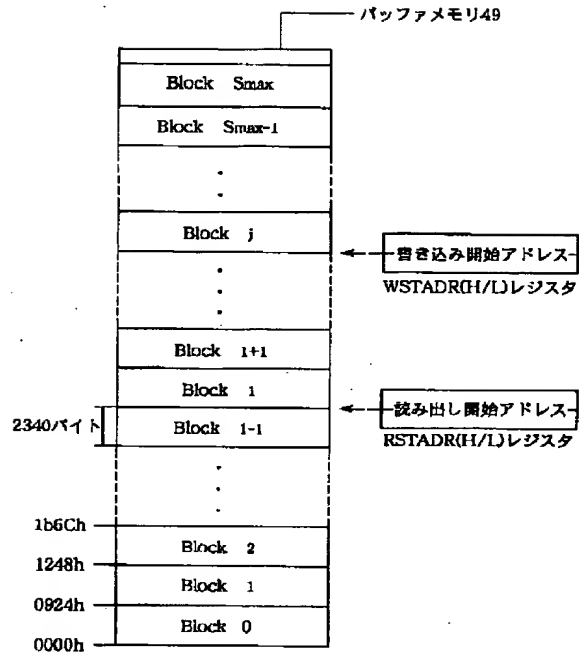 バッファメモリ49
Block Smax
Block Smax-1
Block j
書き込み開始アドレス
WSTADR(H/L)レジスタ
Block i+1
Block i
読み出し開始アドレス
RSTADR(H/L)レジスタ
2340バイト
Block i-1
1b6Ch
Block 2
1248h
Block 1
0924h
Block 0
0000h